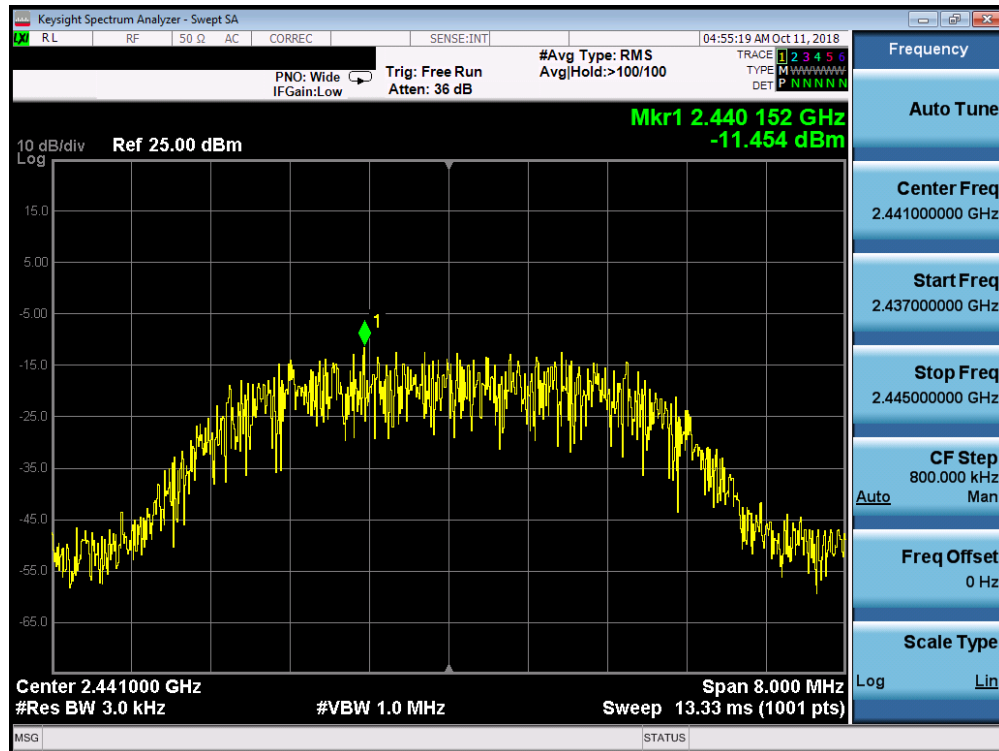 Keysight Spectrum Analyzer - Swept SA
LXI RL RF 50 Ω AC CORREC SENSE:INT 04:55:19 AM Oct 11, 2018
PNO: Wide
IFGain:Low
Trig: Free Run
Atten: 36 dB
#Avg Type: RMS
Avg|Hold:>100/100
TRACE 1 2 3 4 5 6
TYPE M WWWWW
DET P N N N N N
Mkr1 2.440 152 GHz
-11.454 dBm
10 dB/div Ref 25.00 dBm
Log
15.0
5.00
-5.00
-15.0
-25.0
-35.0
-45.0
-55.0
-65.0
1
Center 2.441000 GHz Span 8.000 MHz
#Res BW 3.0 kHz #VBW 1.0 MHz Sweep 13.33 ms (1001 pts)
MSG STATUS
Frequency
Auto Tune
Center Freq
2.441000000 GHz
Start Freq
2.437000000 GHz
Stop Freq
2.445000000 GHz
CF Step
800.000 kHz
Auto Man
Freq Offset
0 Hz
Scale Type
Log Lin